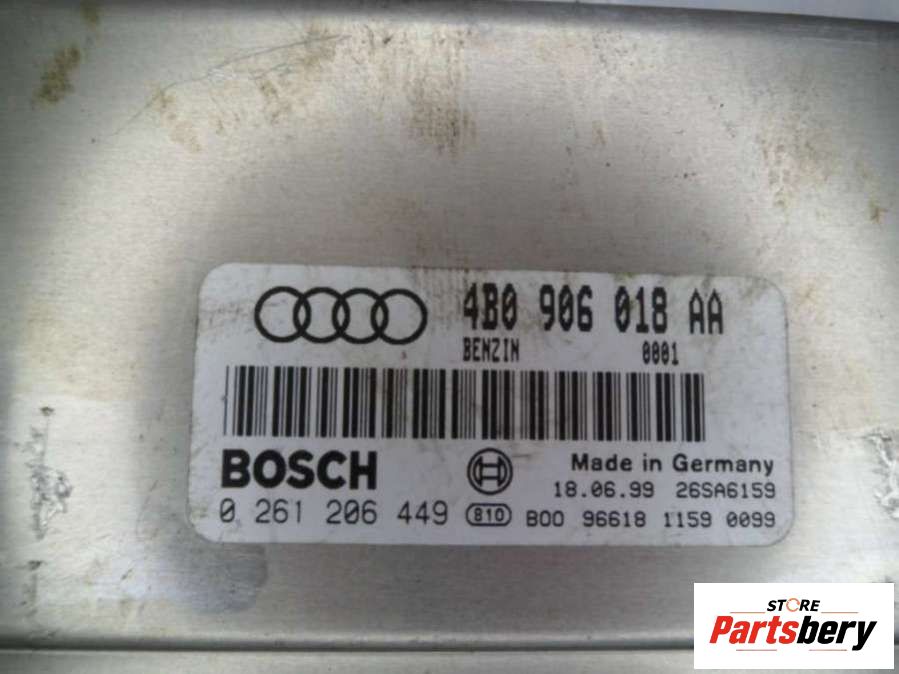 4B0 906 018 AA
BENZIN 0001
BOSCH
Made in Germany
18.06.99 26SA6159
0 261 206 449 810 B00 96618 1159 0099
STORE
Partsbery